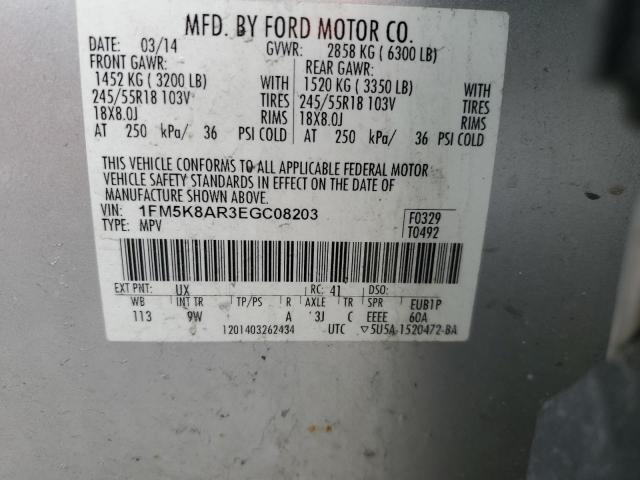 MFD. BY FORD MOTOR CO.
DATE: 03/14 GVWR: 2858 KG ( 6300 LB)
FRONT GAWR: REAR GAWR:
1452 KG ( 3200 LB) WITH 1520 KG ( 3350 LB) WITH
245/55R18 103V TIRES 245/55R18 103V TIRES
18X8.0J RIMS 18X8.0J RIMS
AT 250 kPa/ 36 PSI COLD AT 250 kPa/ 36 PSI COLD
THIS VEHICLE CONFORMS TO ALL APPLICABLE FEDERAL MOTOR
VEHICLE SAFETY STANDARDS IN EFFECT ON THE DATE OF
MANUFACTURE SHOWN ABOVE.
VIN: 1FM5K8AR3EGC08203 F0329
TYPE: MPV T0492
EXT PNT: UX RC: 41 DSO:
WB INT TR TP/PS R AXLE TR SPR EUB1P
113 9W A 3J C EEEE 60A
1201403262434 UTC ▽5U5A-1520472-BA